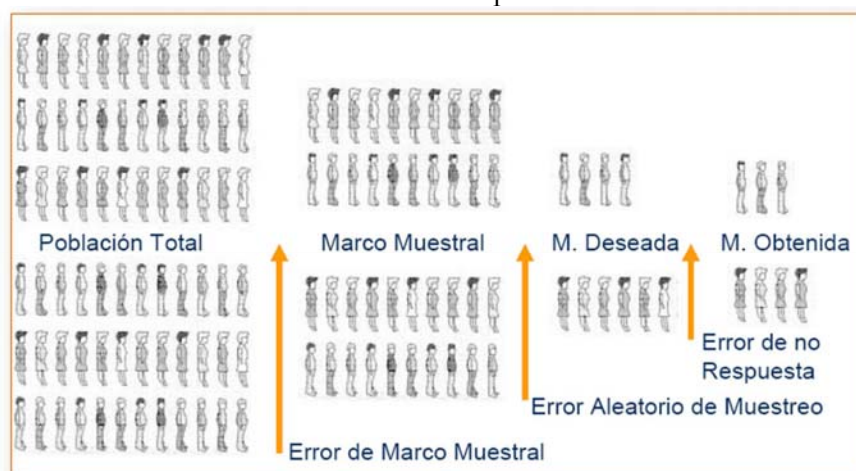 Población Total
Marco Muestral
M. Deseada
M. Obtenida
Error de no
Respuesta
Error Aleatorio de Muestreo
Error de Marco Muestral